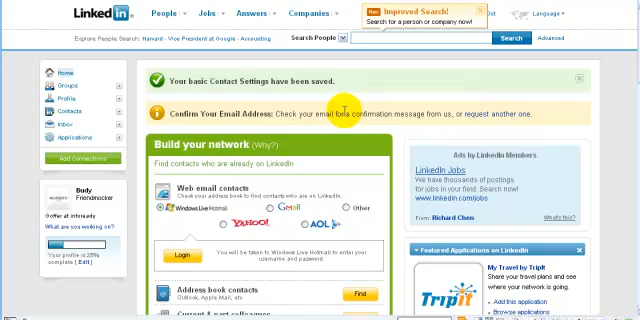 Linked in
People Jobs Answers Companies
New Improved Search!
Search for a person or company now!
Out
Language
Explore People Search: Harvard - Vice President at Google - Accounting
Search People
Search
Advanced
Home
Groups
Profile
Contacts
Inbox
Applications
Add Connections
Budy
Friendmocker
What are you working on?
Your profile is 25%
complete [ Edit ]
Your basic Contact Settings have been saved.
Confirm Your Email Address: Check your email for a confirmation message from us, or request another one.
Build your network (Why?)
Find contacts who are already on LinkedIn
Web email contacts
Check your address book to find contacts who are on LinkedIn.
Windows Live Hotmail
Gmail
Other
YAHOO!
AOL
Login
You will be taken to Windows Live Hotmail to enter your
username and password
Address book contacts
Outlook, Apple Mail, etc.
Find
Current & past colleagues
Ads by LinkedIn Members
LinkedIn Jobs
We have thousands of postings
for jobs in your field. Search now!
www.linkedin.com/jobs
From: Richard Chen
What's this?
Featured Applications on LinkedIn
TripIt
My Travel by TripIt
Share your travel plans and see
where your network is going.
Add this application
Browse applications